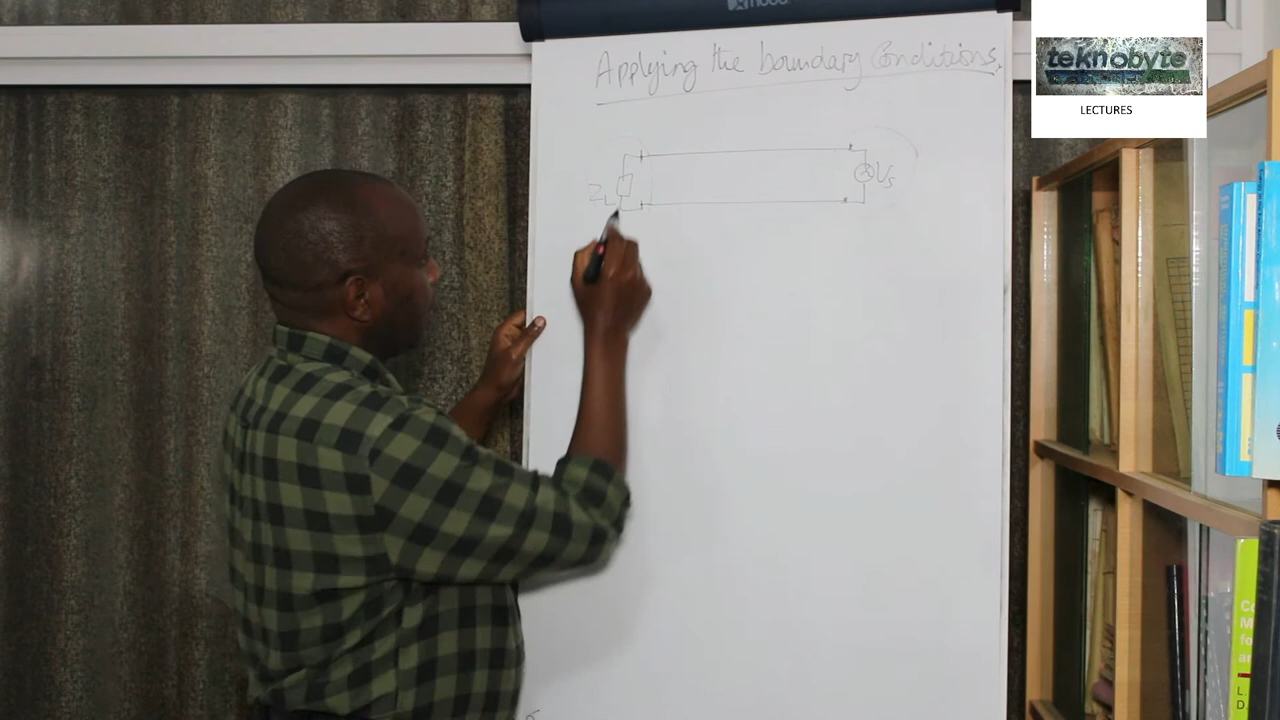 Applying the boundary Conditions.
ZL
Vs
teknobyte
LECTURES
L.
D.